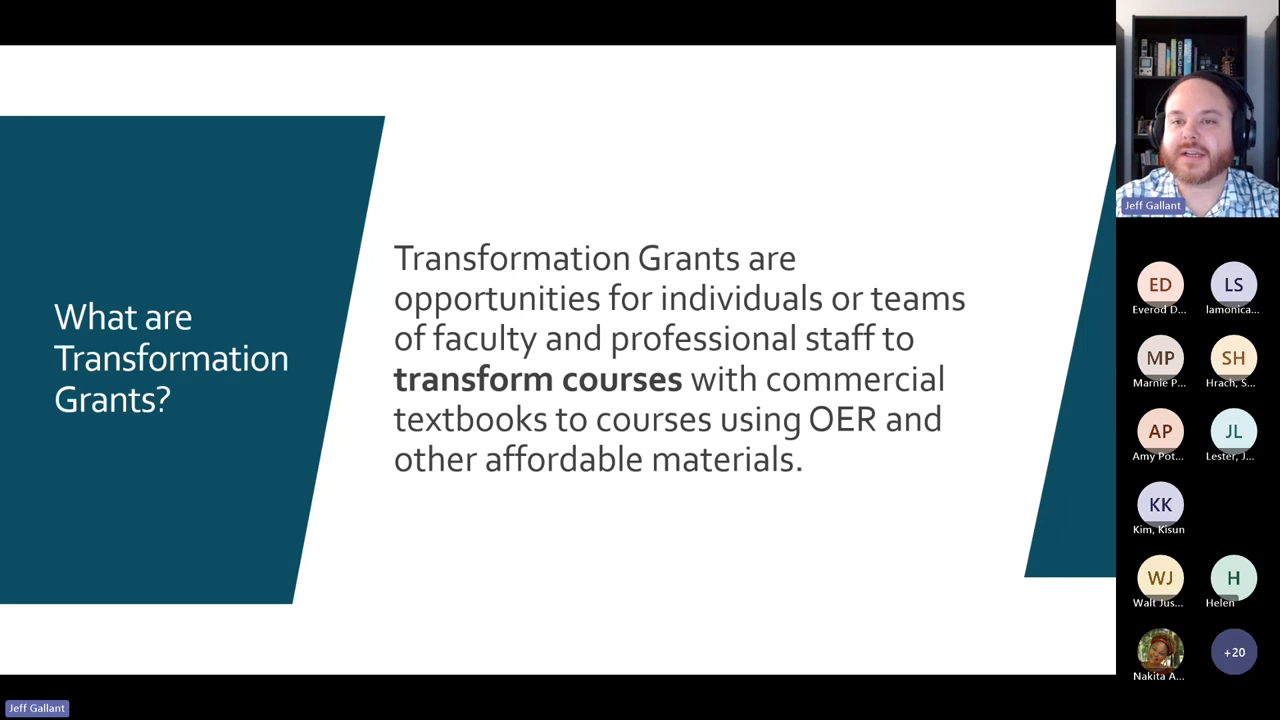 What are
Transformation
Grants?
Transformation Grants are
opportunities for individuals or teams
of faculty and professional staff to
transform courses with commercial
textbooks to courses using OER and
other affordable materials.
Jeff Gallant
ED
LS
Everod D...
lamonica...
MP
SH
Marnie P...
Hrach, S...
AP
JL
Amy Pot...
Lester, J...
KK
Kim, Kisun
WJ
H
Walt Jus...
Helen
+20
Nakita A...
Jeff Gallant